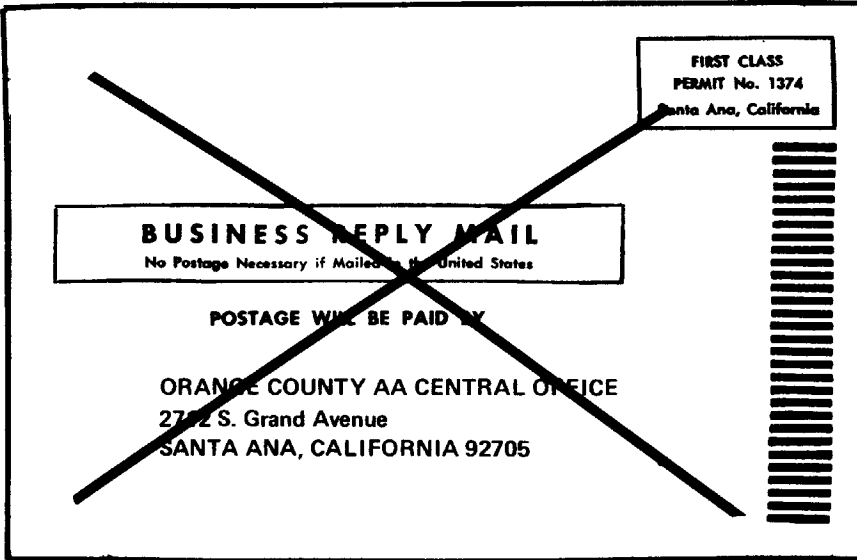 FIRST CLASS
PERMIT No. 1374
Santa Ana, California
BUSINESS REPLY MAIL
No Postage Necessary if Mailed in the United States
POSTAGE WILL BE PAID BY
ORANGE COUNTY AA CENTRAL OFFICE
S. Grand Avenue
SANTA ANA, CALIFORNIA 92705